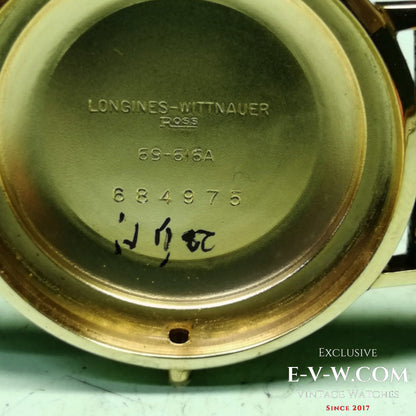 LONGINES-WITTNAUER
ROSS
69-616A
684975
EXCLUSIVE
E-V-W.COM
VINTAGE WATCHES
SINCE 2017